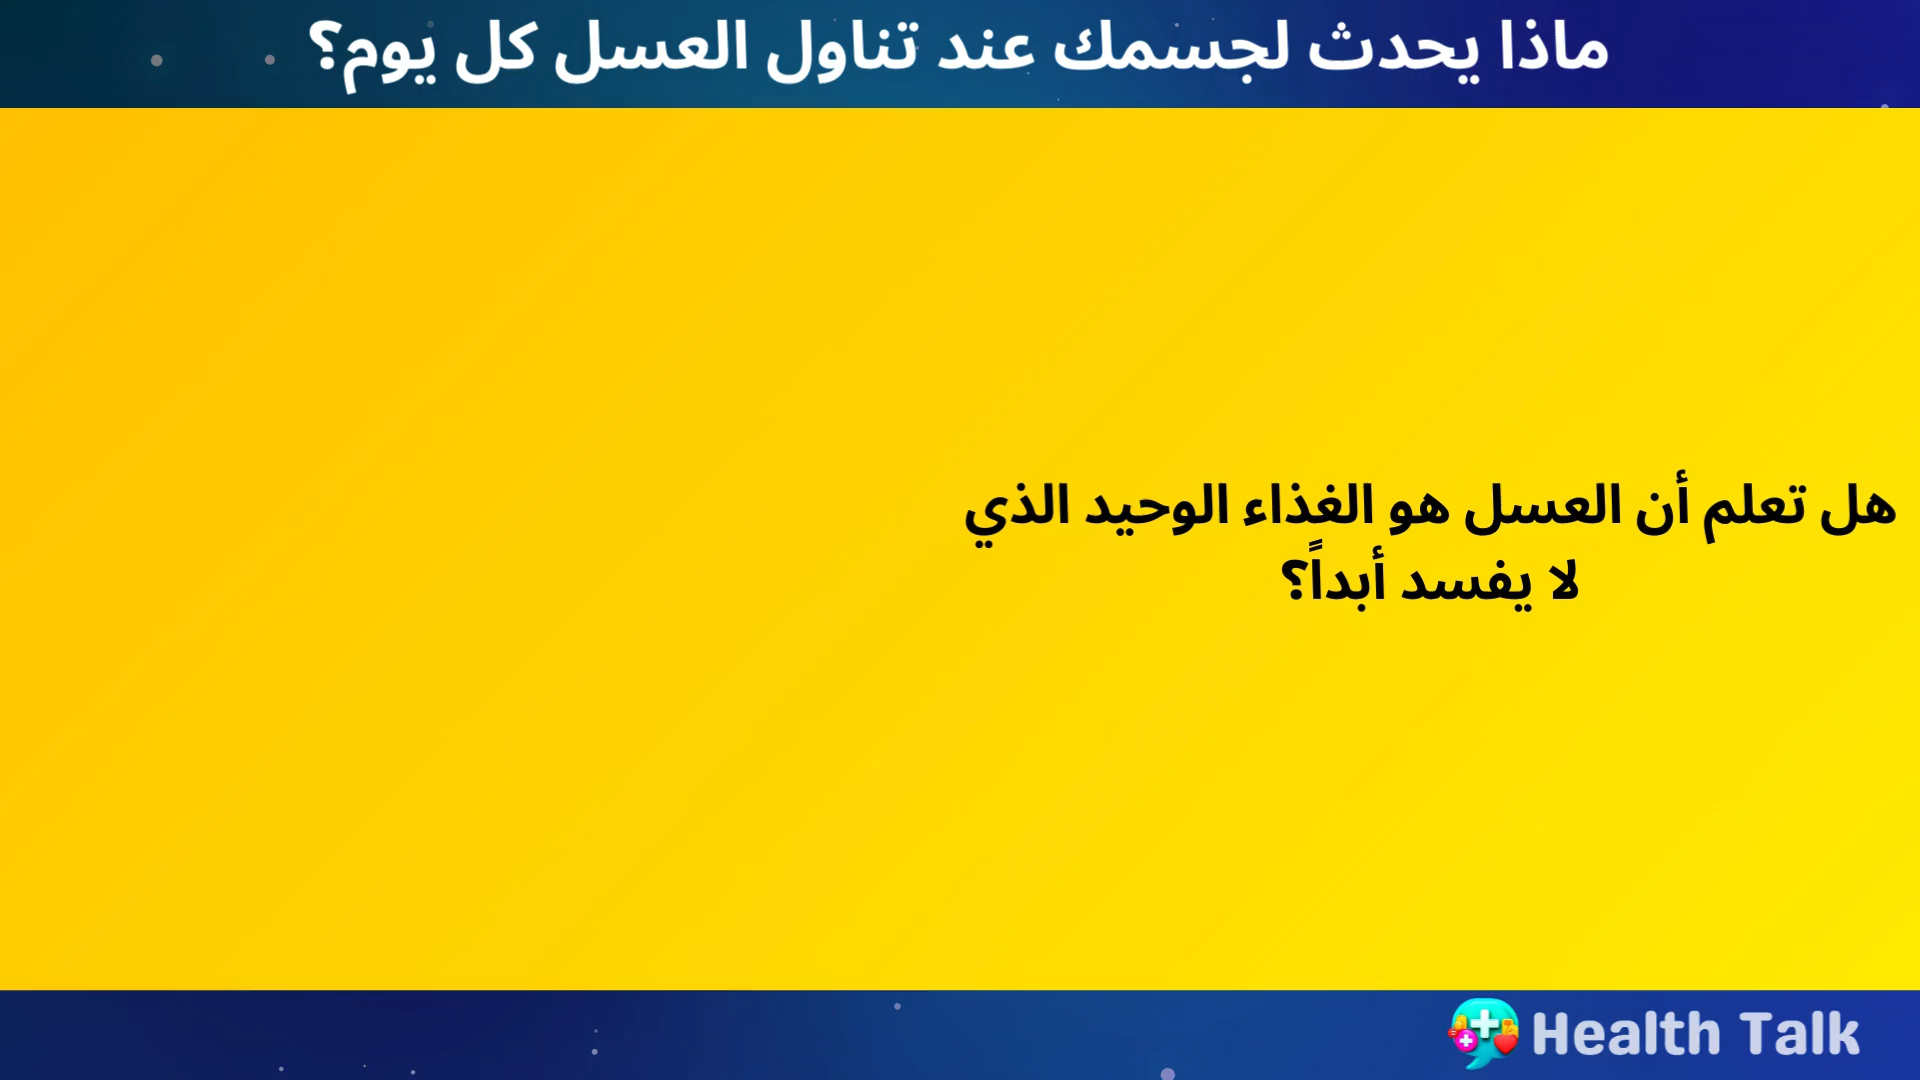 ماذا يحدث لجسمك عند تناول العسل كل يوم؟
هل تعلم أن العسل هو الغذاء الوحيد الذي
لا يفسد أبداً؟
Health Talk